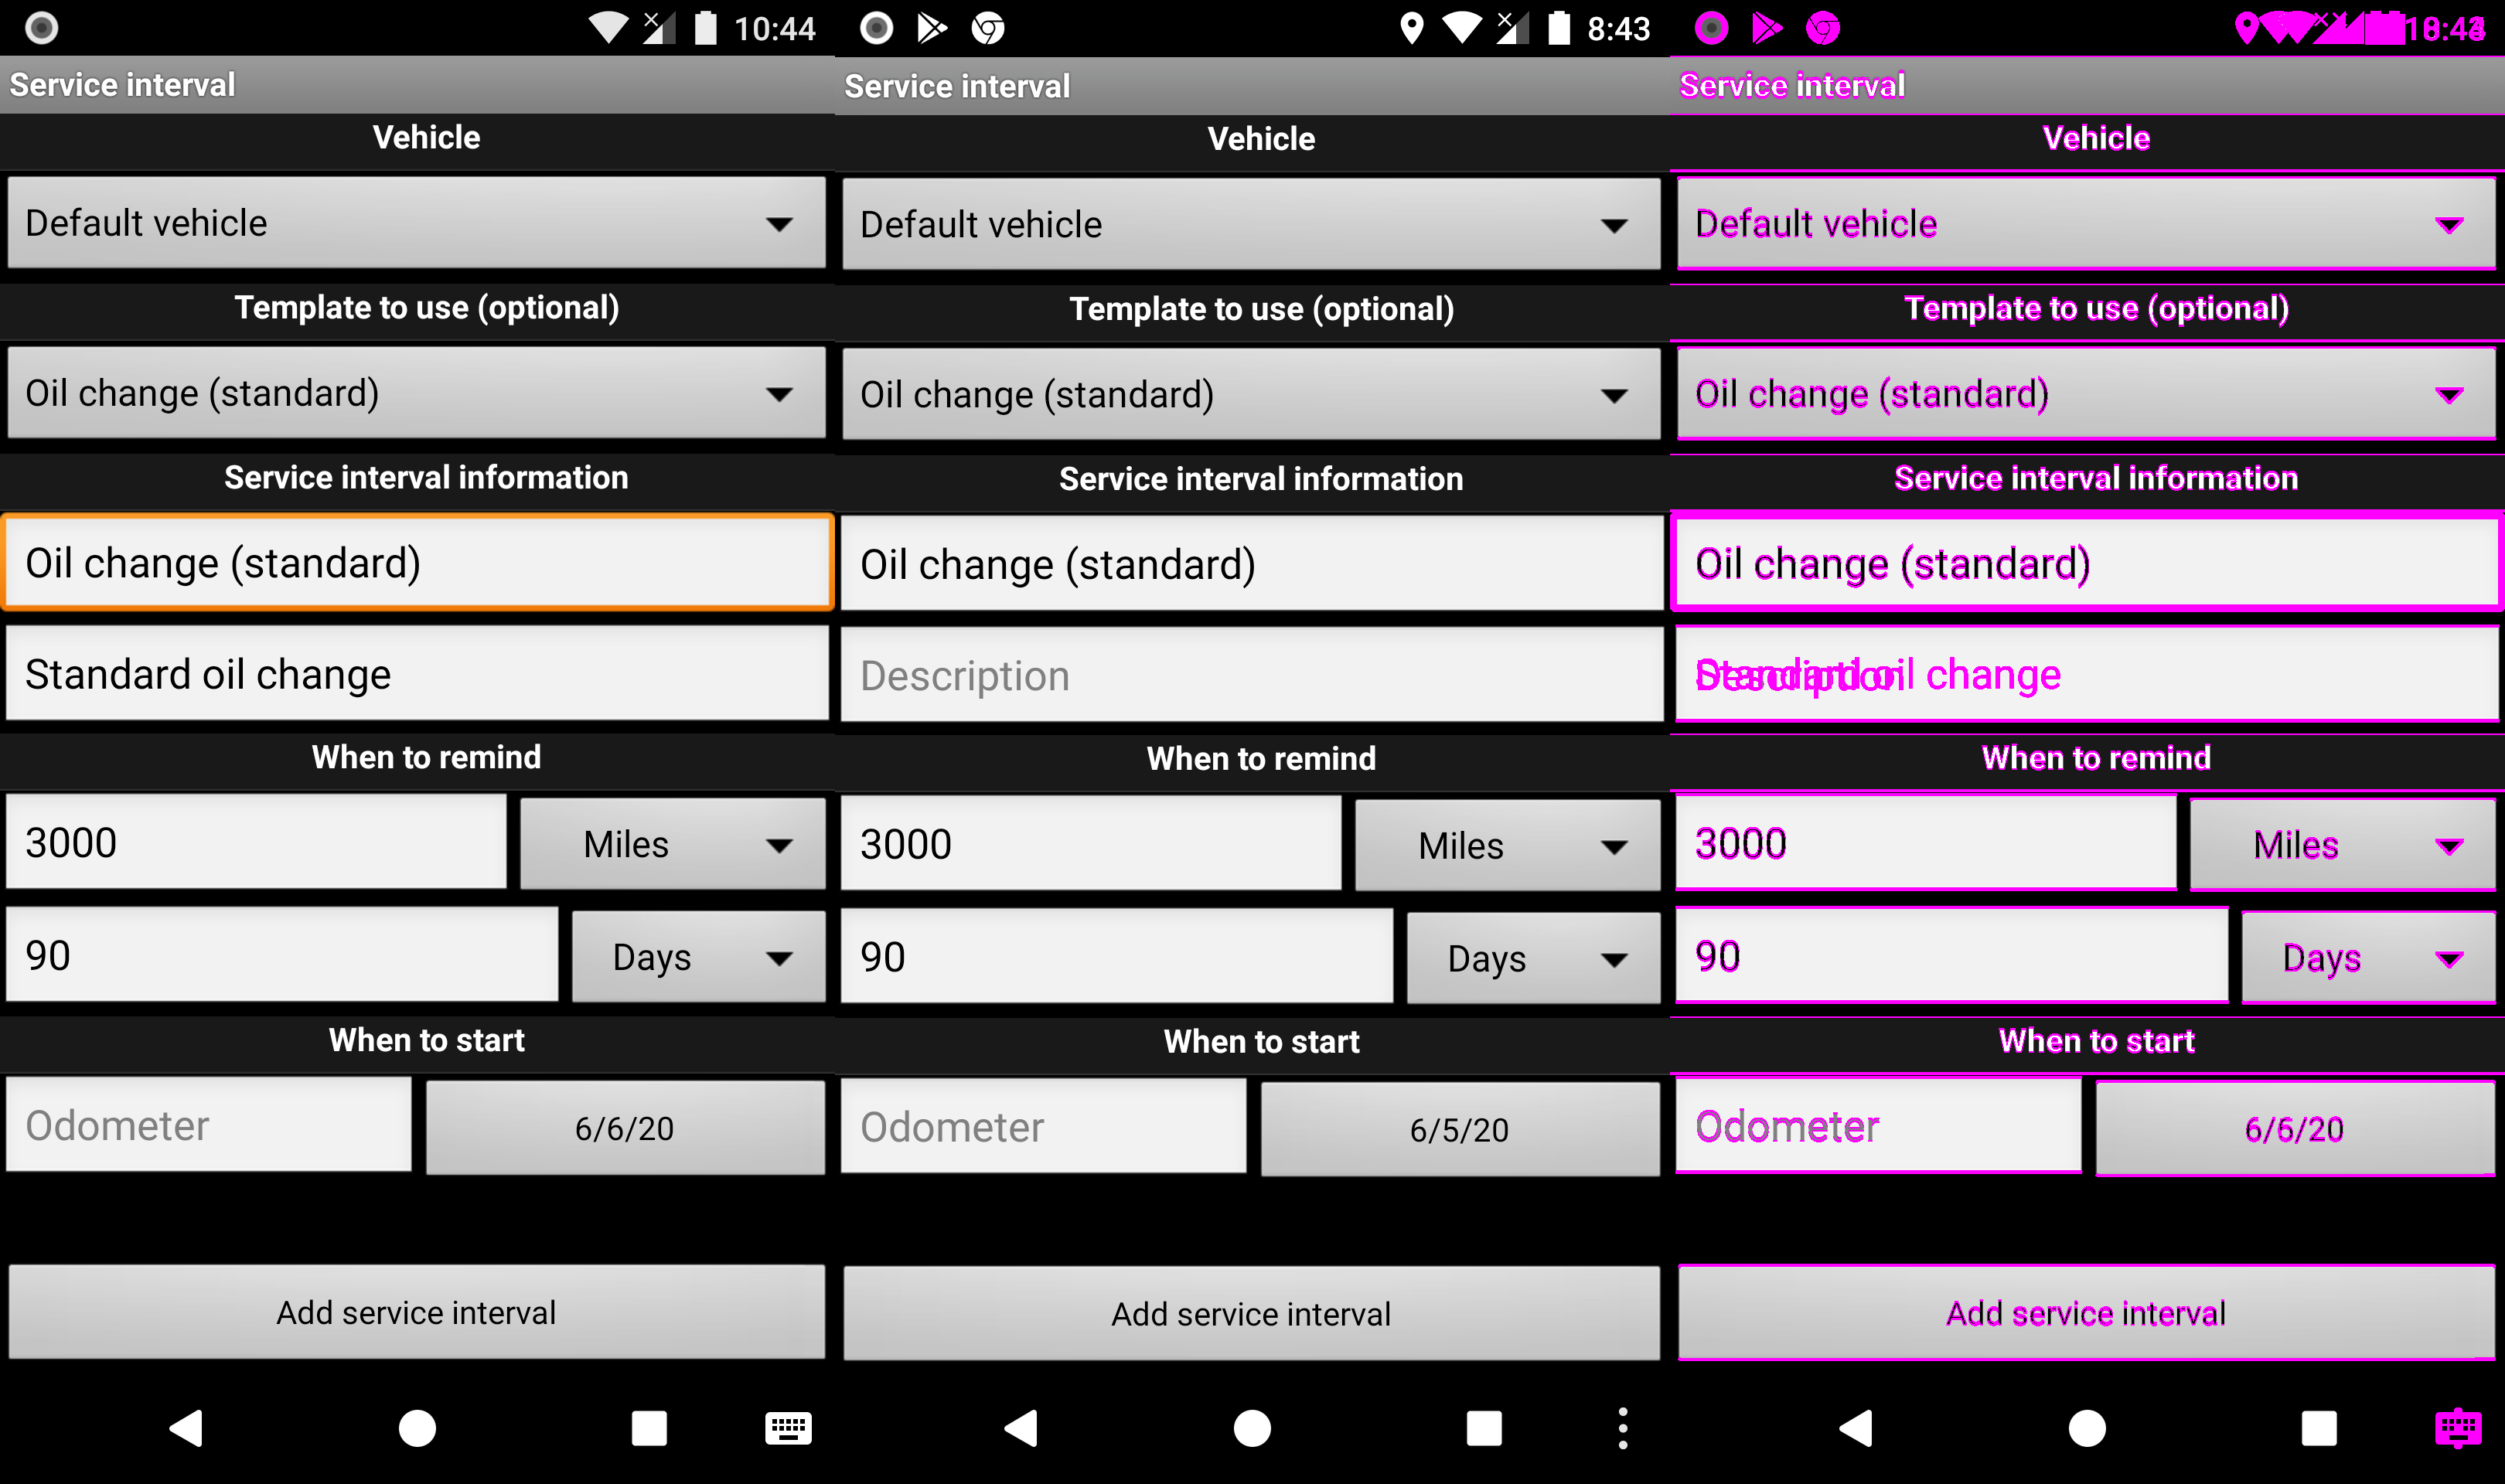 10:44
Service interval
Vehicle
Default vehicle
Template to use (optional)
Oil change (standard)
Service interval information
Oil change (standard)
Standard oil change
When to remind
3000 Miles
90 Days
When to start
Odometer 6/6/20
Add service interval
8:43
Service interval
Vehicle
Default vehicle
Template to use (optional)
Oil change (standard)
Service interval information
Oil change (standard)
Description
When to remind
3000 Miles
90 Days
When to start
Odometer 6/5/20
Add service interval
Service interval
Vehicle
Default vehicle
Template to use (optional)
Oil change (standard)
Service interval information
Oil change (standard)
oil change
When to remind
3000 Miles
90 Days
When to start
Odometer
Add service interval